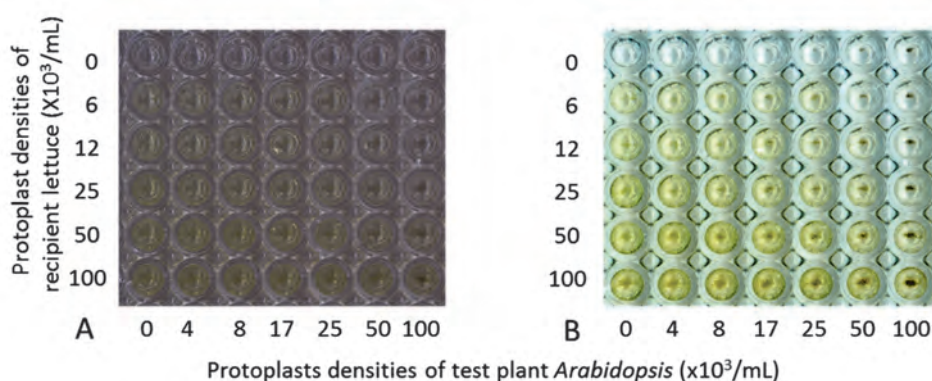 Protoplast densities of
recipient lettuce (X10³/mL)
0
6
12
25
50
100
A
0 4 8 17 25 50 100
0
6
12
25
50
100
B
0 4 8 17 25 50 100
Protoplasts densities of test plant Arabidopsis (x10³/mL)